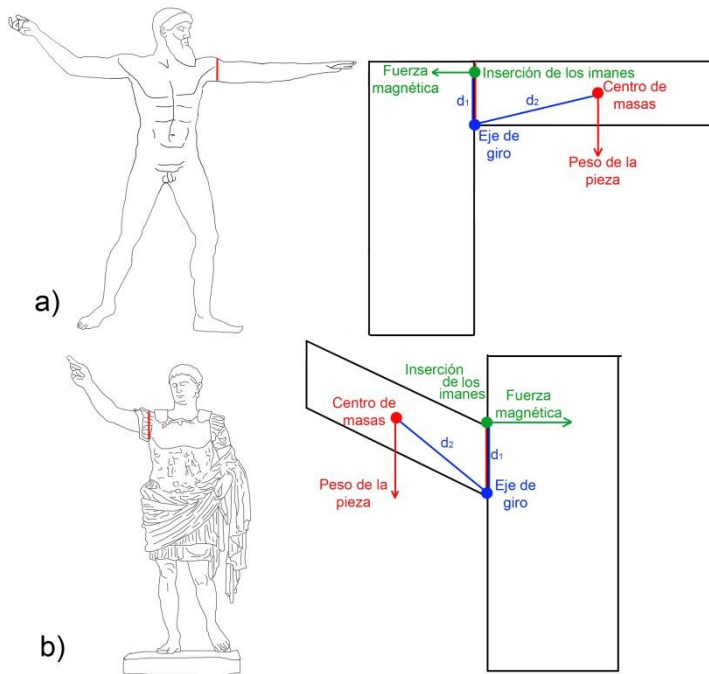 Fuerza
magnética
Inserción de los imanes
Centro de
masas
d₁
d₂
Eje de
giro
Peso de la
pieza
a)
Inserción
de los
imanes
Fuerza
magnética
Centro de
masas
d₂
d₁
Peso de la
pieza
Eje de
giro
b)